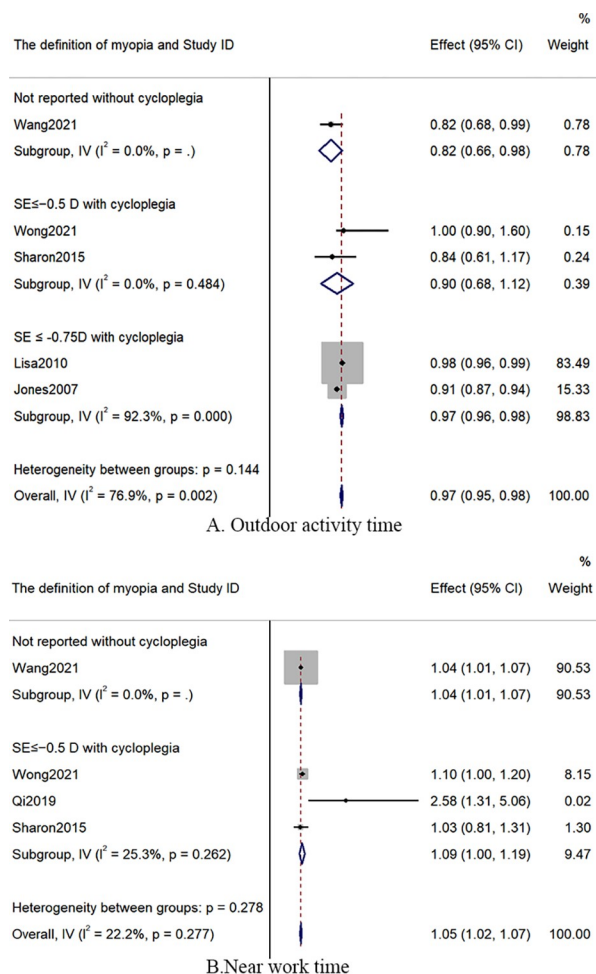 %
The definition of myopia and Study ID Effect (95% CI) Weight
Not reported without cycloplegia
Wang2021 0.82 (0.68, 0.99) 0.78
Subgroup, IV (I² = 0.0%, p = .) 0.82 (0.66, 0.98) 0.78
SE≤−0.5 D with cycloplegia
Wong2021 1.00 (0.90, 1.60) 0.15
Sharon2015 0.84 (0.61, 1.17) 0.24
Subgroup, IV (I² = 0.0%, p = 0.484) 0.90 (0.68, 1.12) 0.39
SE ≤ -0.75D with cycloplegia
Lisa2010 0.98 (0.96, 0.99) 83.49
Jones2007 0.91 (0.87, 0.94) 15.33
Subgroup, IV (I² = 92.3%, p = 0.000) 0.97 (0.96, 0.98) 98.83
Heterogeneity between groups: p = 0.144
Overall, IV (I² = 76.9%, p = 0.002) 0.97 (0.95, 0.98) 100.00
A. Outdoor activity time
%
The definition of myopia and Study ID Effect (95% CI) Weight
Not reported without cycloplegia
Wang2021 1.04 (1.01, 1.07) 90.53
Subgroup, IV (I² = 0.0%, p = .) 1.04 (1.01, 1.07) 90.53
SE≤−0.5 D with cycloplegia
Wong2021 1.10 (1.00, 1.20) 8.15
Qi2019 2.58 (1.31, 5.06) 0.02
Sharon2015 1.03 (0.81, 1.31) 1.30
Subgroup, IV (I² = 25.3%, p = 0.262) 1.09 (1.00, 1.19) 9.47
Heterogeneity between groups: p = 0.278
Overall, IV (I² = 22.2%, p = 0.277) 1.05 (1.02, 1.07) 100.00
B.Near work time